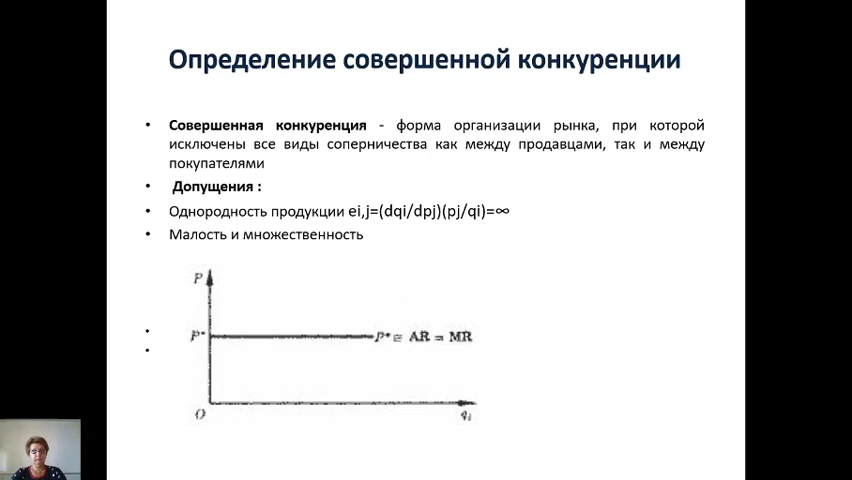 Определение совершенной конкуренции
• Совершенная конкуренция - форма организации рынка, при которой
исключены все виды соперничества как между продавцами, так и между
покупателями
• Допущения :
• Однородность продукции ei,j=(dqi/dpj)(pj/qi)=∞
• Малость и множественность
P
P* P* ≅ AR = MR
O qi